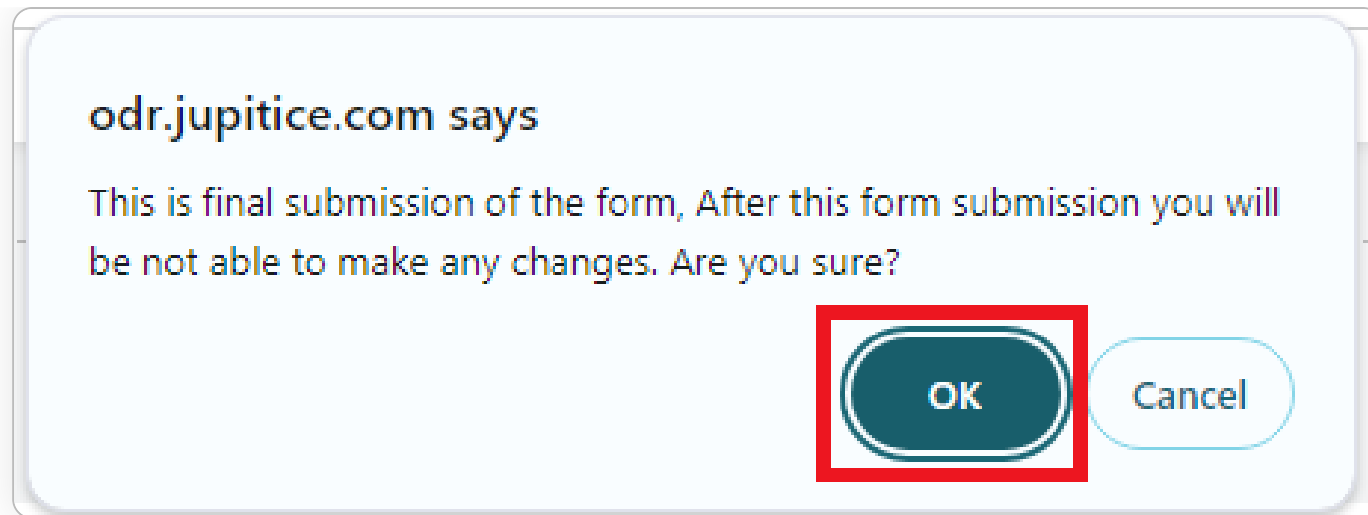 odr.jupitice.com says
This is final submission of the form, After this form submission you will
be not able to make any changes. Are you sure?
OK
Cancel